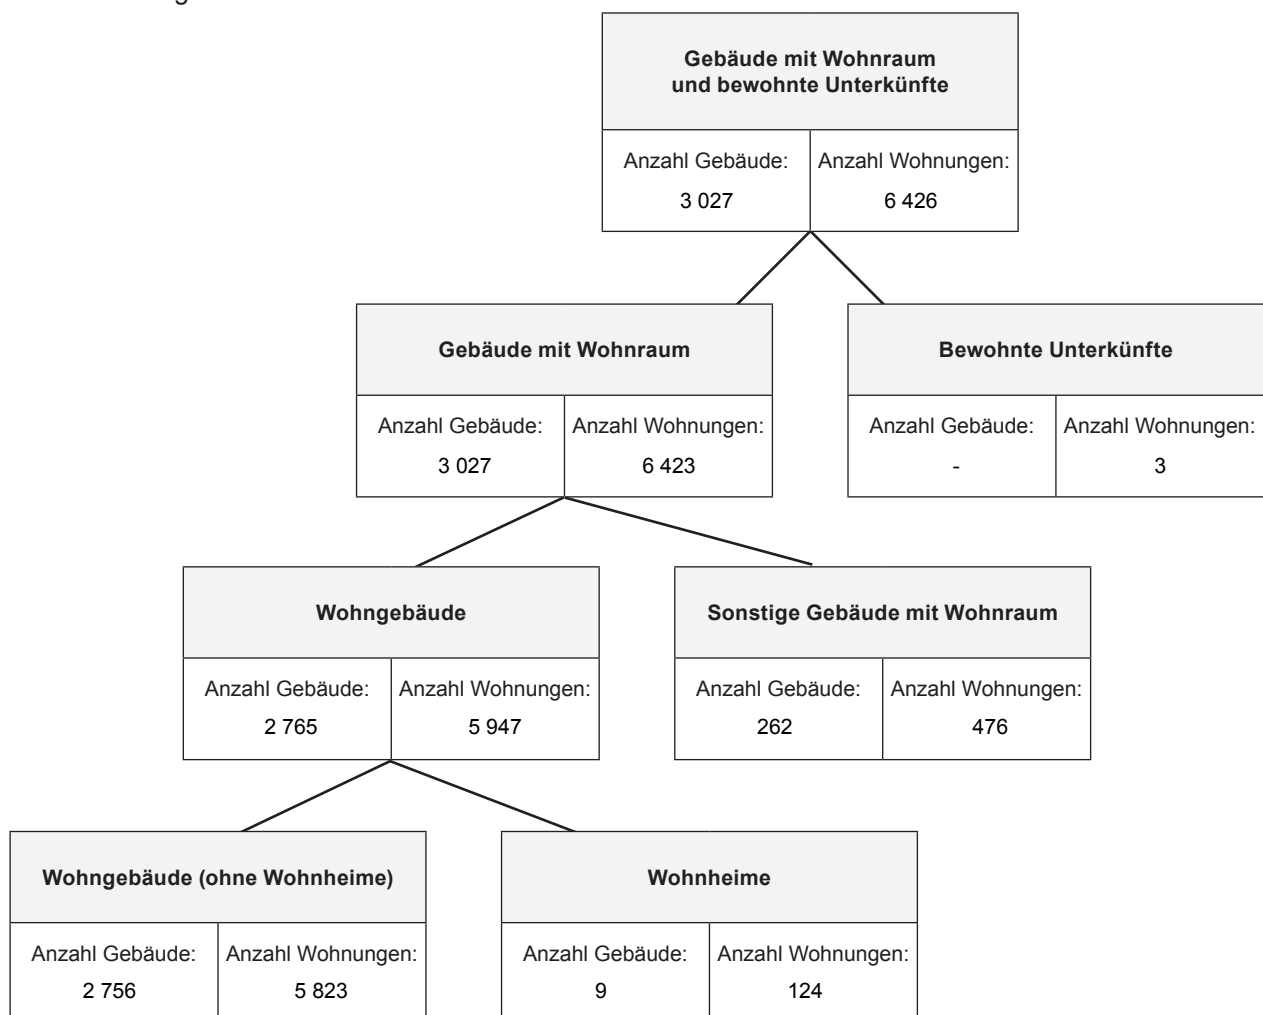 Gebäude mit Wohnraum
und bewohnte Unterkünfte
Anzahl Gebäude: Anzahl Wohnungen:
3 027 6 426
Gebäude mit Wohnraum Bewohnte Unterkünfte
Anzahl Gebäude: Anzahl Wohnungen: Anzahl Gebäude: Anzahl Wohnungen:
3 027 6 423 - 3
Wohngebäude Sonstige Gebäude mit Wohnraum
Anzahl Gebäude: Anzahl Wohnungen: Anzahl Gebäude: Anzahl Wohnungen:
2 765 5 947 262 476
Wohngebäude (ohne Wohnheime) Wohnheime
Anzahl Gebäude: Anzahl Wohnungen: Anzahl Gebäude: Anzahl Wohnungen:
2 756 5 823 9 124